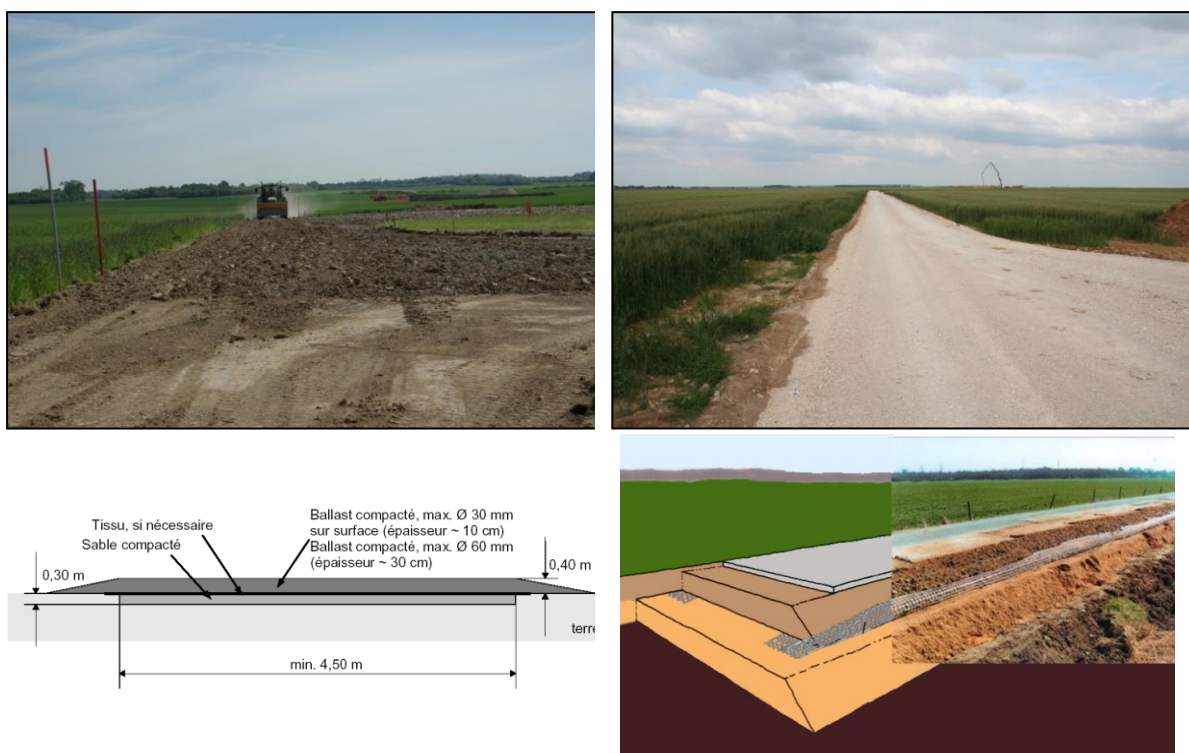 Tissu, si nécessaire
Sable compacté
Ballast compacté, max. Ø 30 mm
sur surface (épaisseur ~ 10 cm)
Ballast compacté, max. Ø 60 mm
(épaisseur ~ 30 cm)
0,30 m
0,40 m
terre
min. 4,50 m